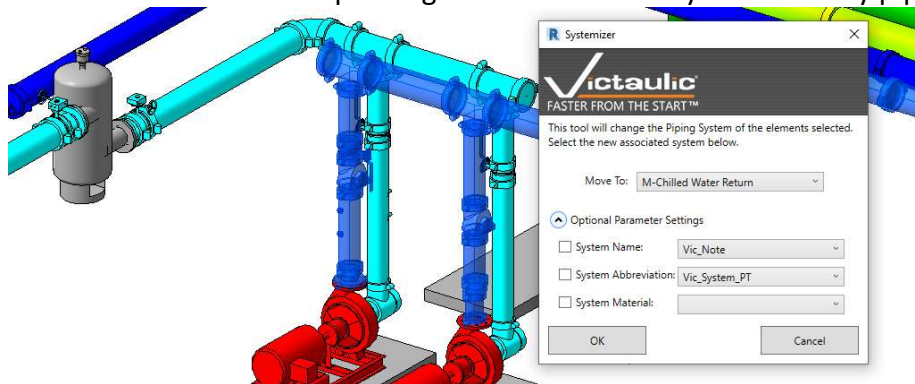 Systemizer
Victaulic
FASTER FROM THE START™
This tool will change the Piping System of the elements selected.
Select the new associated system below.
Move To: M-Chilled Water Return
Optional Parameter Settings
System Name: Vic_Note
System Abbreviation: Vic_System_PT
System Material:
OK Cancel